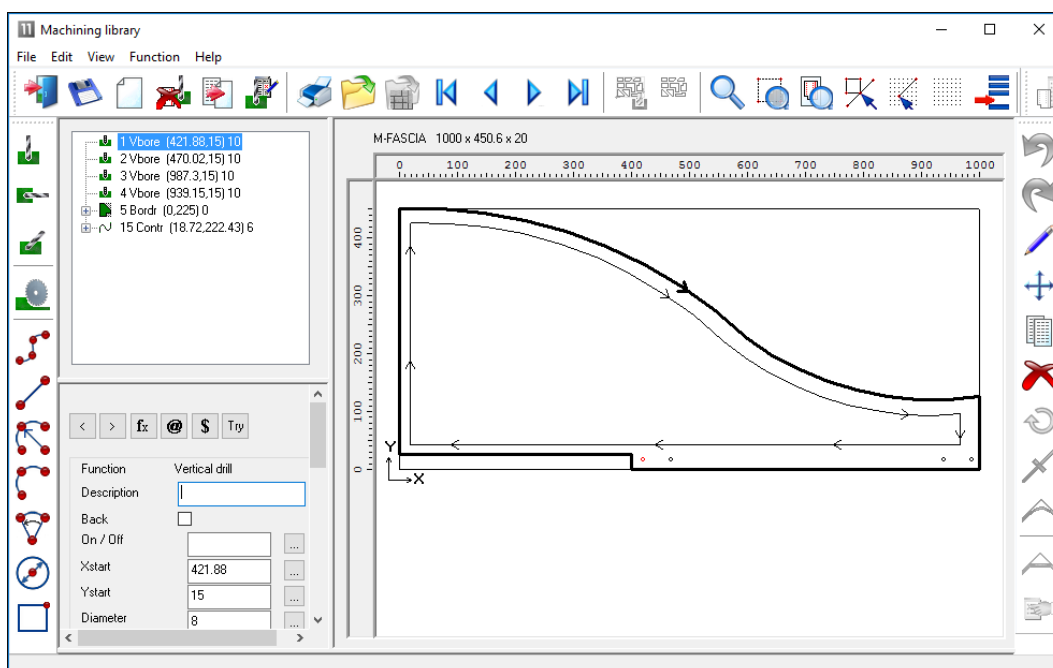 11 Machining library
File Edit View Function Help
1 Vbore (421.88,15) 10
2 Vbore (470.02,15) 10
3 Vbore (987.3,15) 10
4 Vbore (939.15,15) 10
5 Bordr (0,225) 0
15 Contr (18.72,222.43) 6
M-FASCIA 1000 x 450.6 x 20
0 100 200 300 400 500 600 700 800 900 1000
400
300
200
100
0
Y
X
< > fx @ $ Try
Function Vertical drill
Description
Back
On / Off ...
Xstart 421.88 ...
Ystart 15 ...
Diameter 8 ...